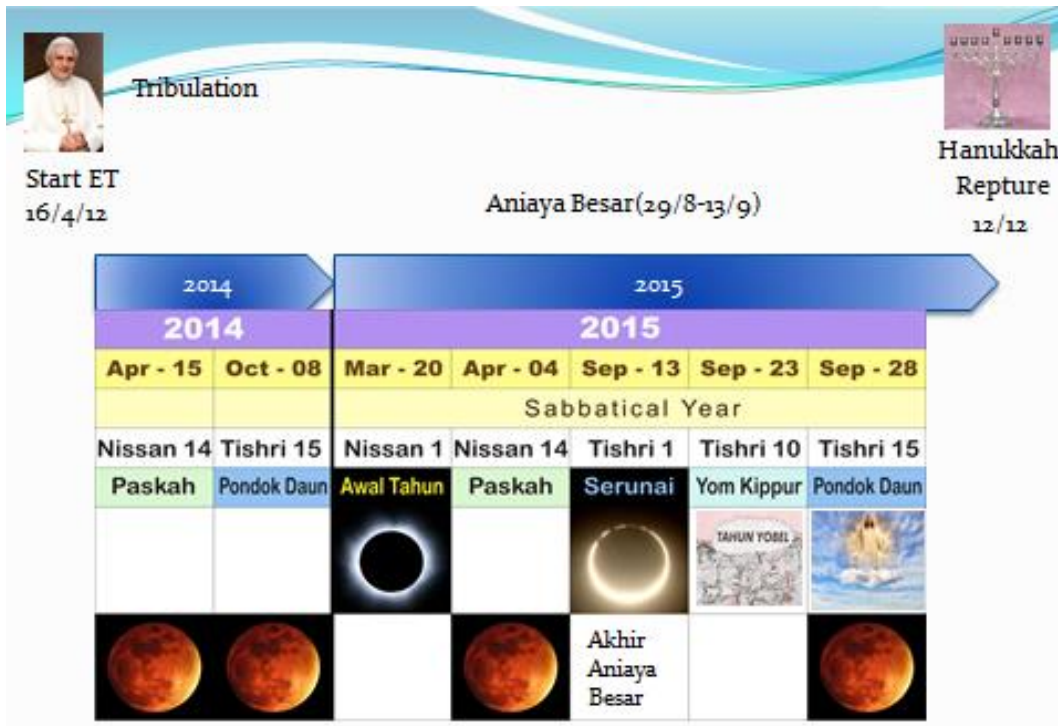 Tribulation
Start ET
16/4/12
Hanukkah
Repture
12/12
Aniaya Besar(29/8-13/9)
2014 2015
2014 2015
Apr - 15 Oct - 08 Mar - 20 Apr - 04 Sep - 13 Sep - 23 Sep - 28
Sabbatical Year
Nissan 14 Tishri 15 Nissan 1 Nissan 14 Tishri 1 Tishri 10 Tishri 15
Paskah Pondok Daun Awal Tahun Paskah Serunai Yom Kippur Pondok Daun
TAHUN YOBEL
Akhir
Aniaya
Besar